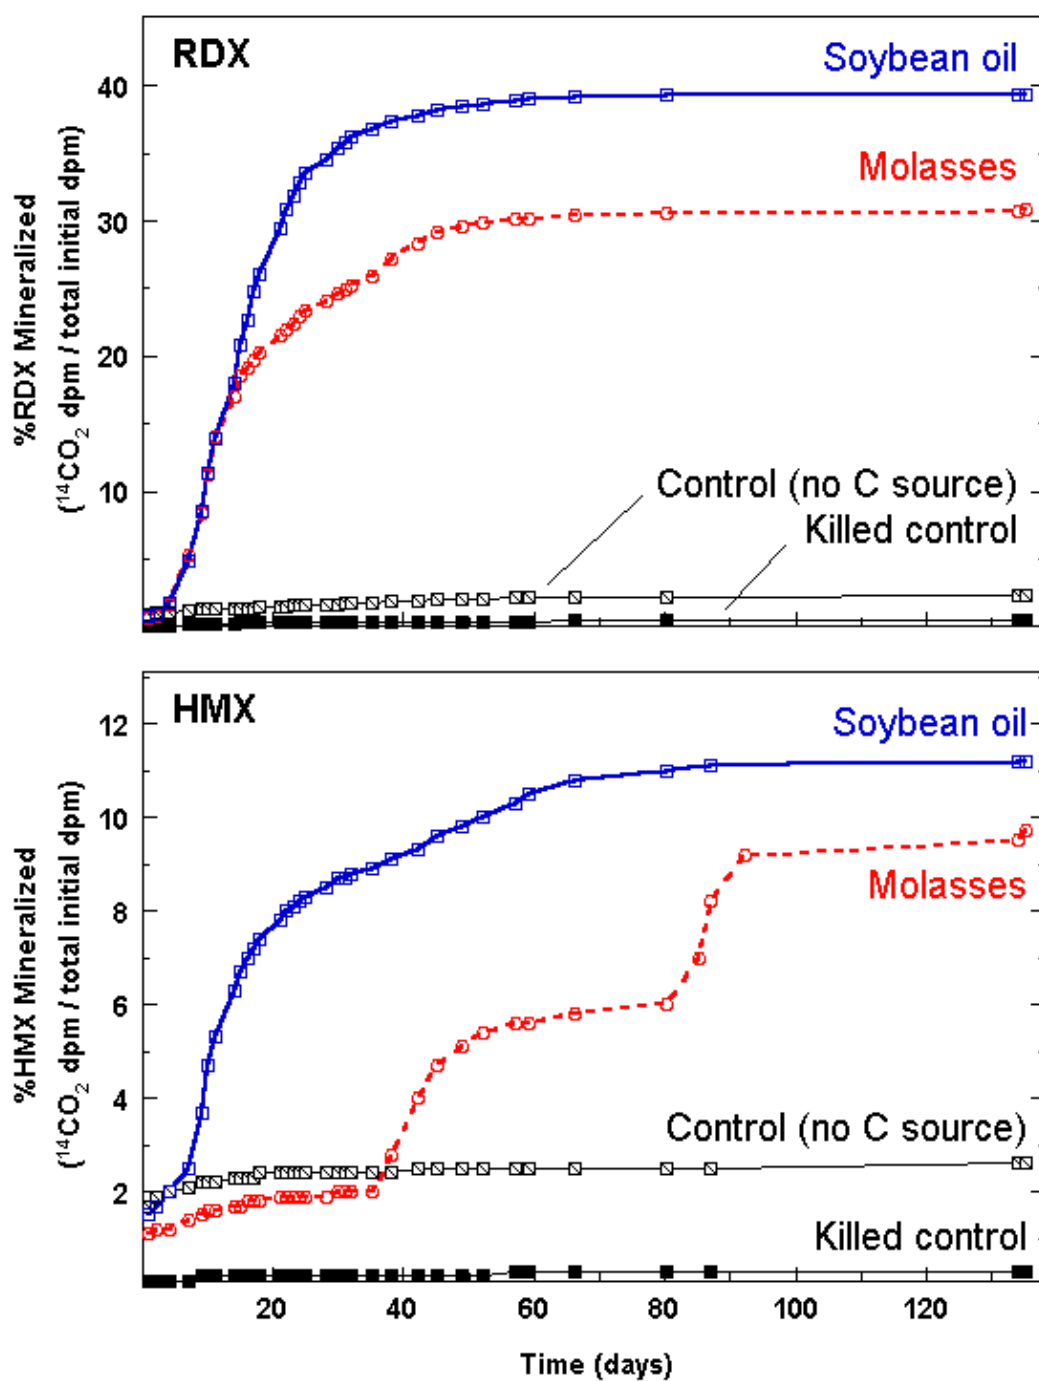 RDX
Soybean oil
40
Molasses
30
%RDX Mineralized
(¹⁴CO₂ dpm / total initial dpm)
20
Control (no C source)
10
Killed control
HMX
Soybean oil
12
10
Molasses
%HMX Mineralized
(¹⁴CO₂ dpm / total initial dpm)
8
6
4
Control (no C source)
2
Killed control
20 40 60 80 100 120
Time (days)